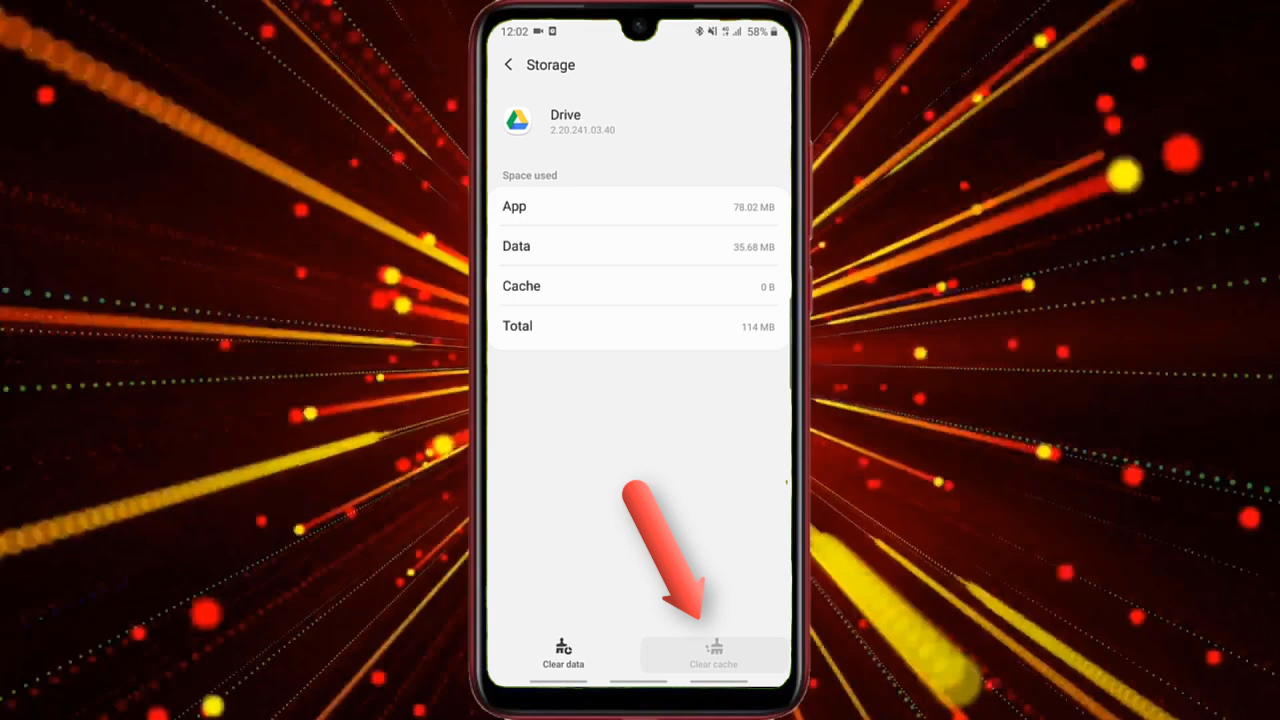 12:02 58%
Storage
Drive
2.20.241.03.40
Space used
App 78.02 MB
Data 35.68 MB
Cache 0 B
Total 114 MB
Clear data Clear cache